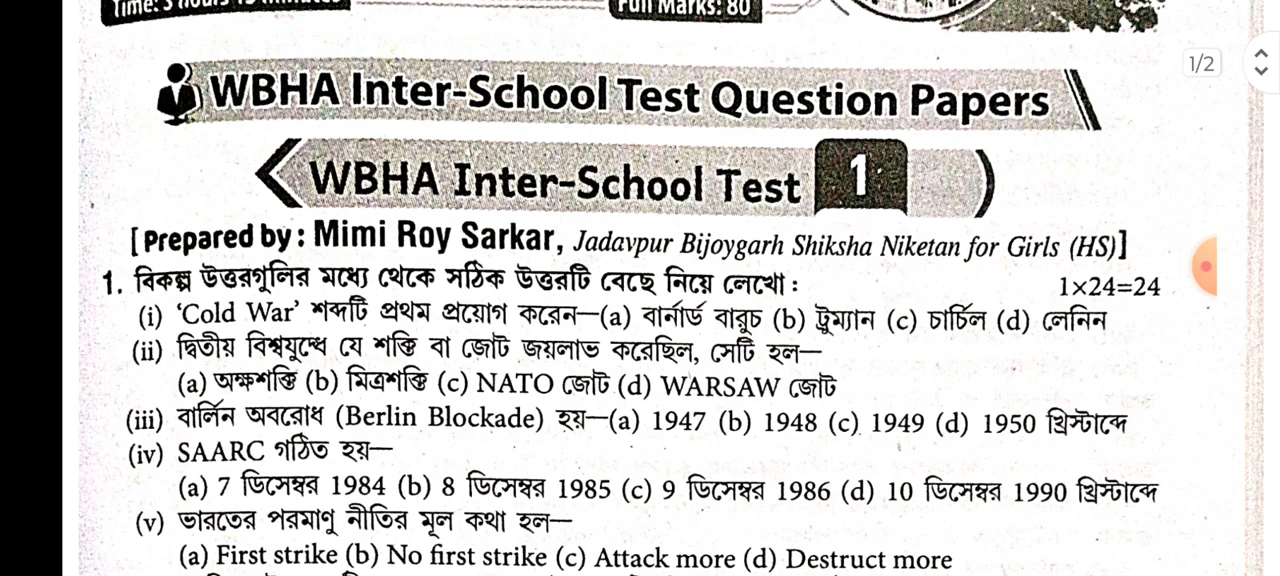 Full Marks: 80
1/2
WBHA Inter-School Test Question Papers
WBHA Inter-School Test 1
[Prepared by: Mimi Roy Sarkar, Jadavpur Bijoygarh Shiksha Niketan for Girls (HS)]
1. বিকল্প উত্তরগুলির মধ্যে থেকে সঠিক উত্তরটি বেছে নিয়ে লেখো : 1×24=24
(i) ‘Cold War’ শব্দটি প্রথম প্রয়োগ করেন—(a) বার্নার্ড বারুচ (b) ট্রুম্যান (c) চার্চিল (d) লেনিন
(ii) দ্বিতীয় বিশ্বযুদ্ধে যে শক্তি বা জোট জয়লাভ করেছিল, সেটি হল—
(a) অক্ষশক্তি (b) মিত্রশক্তি (c) NATO জোট (d) WARSAW জোট
(iii) বার্লিন অবরোধ (Berlin Blockade) হয়—(a) 1947 (b) 1948 (c) 1949 (d) 1950 খ্রিস্টাব্দে
(iv) SAARC গঠিত হয়—
(a) 7 ডিসেম্বর 1984 (b) 8 ডিসেম্বর 1985 (c) 9 ডিসেম্বর 1986 (d) 10 ডিসেম্বর 1990 খ্রিস্টাব্দে
(v) ভারতের পরমাণু নীতির মূল কথা হল—
(a) First strike (b) No first strike (c) Attack more (d) Destruct more